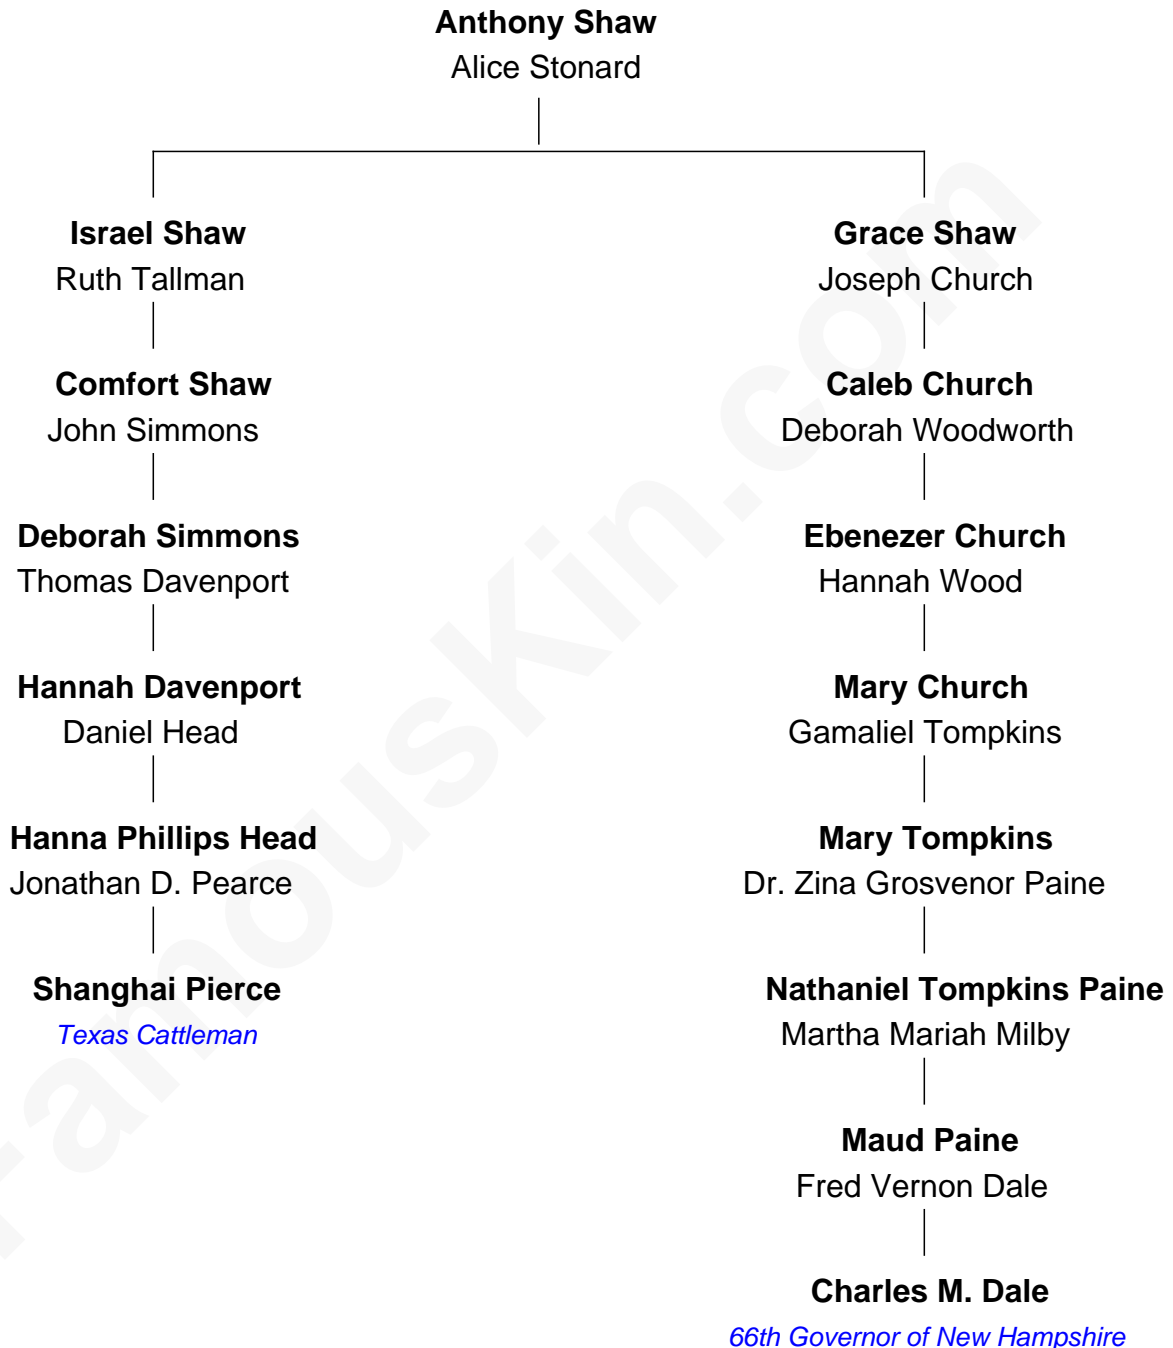 Anthony Shaw
Alice Stonard
Israel Shaw
Ruth Tallman
Grace Shaw
Joseph Church
Comfort Shaw
John Simmons
Caleb Church
Deborah Woodworth
Deborah Simmons
Thomas Davenport
Ebenezer Church
Hannah Wood
Hannah Davenport
Daniel Head
Mary Church
Gamaliel Tompkins
Hanna Phillips Head
Jonathan D. Pearce
Mary Tompkins
Dr. Zina Grosvenor Paine
Shanghai Pierce
Texas Cattleman
Nathaniel Tompkins Paine
Martha Mariah Milby
Maud Paine
Fred Vernon Dale
Charles M. Dale
66th Governor of New Hampshire
FamousKin.com